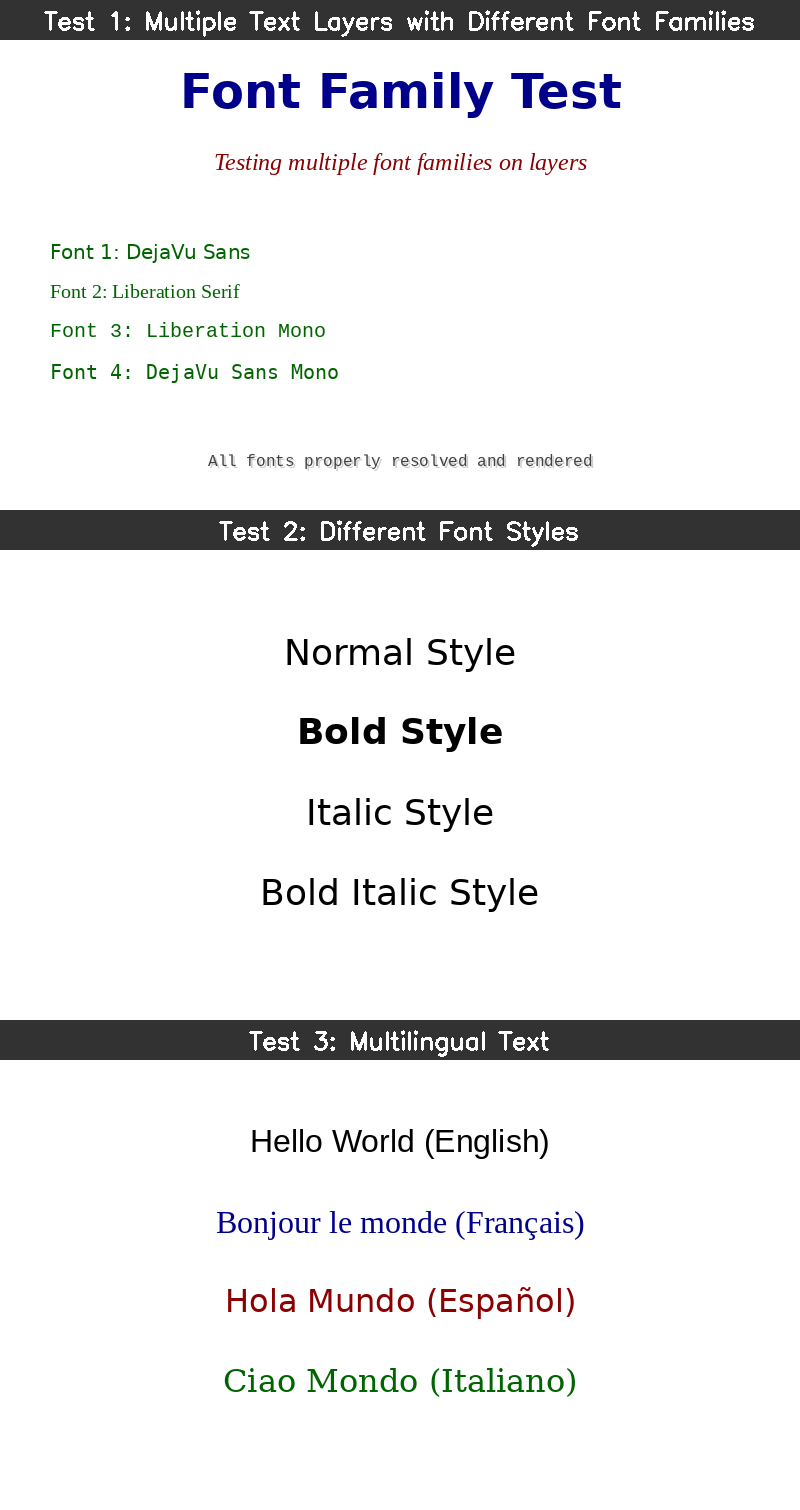 Test 1: Multiple Text Layers with Different Font Families
Font Family Test
Testing multiple font families on layers
Font 1: DejaVu Sans
Font 2: Liberation Serif
Font 3: Liberation Mono
Font 4: DejaVu Sans Mono
All fonts properly resolved and rendered
Test 2: Different Font Styles
Normal Style
Bold Style
Italic Style
Bold Italic Style
Test 3: Multilingual Text
Hello World (English)
Bonjour le monde (Français)
Hola Mundo (Español)
Ciao Mondo (Italiano)